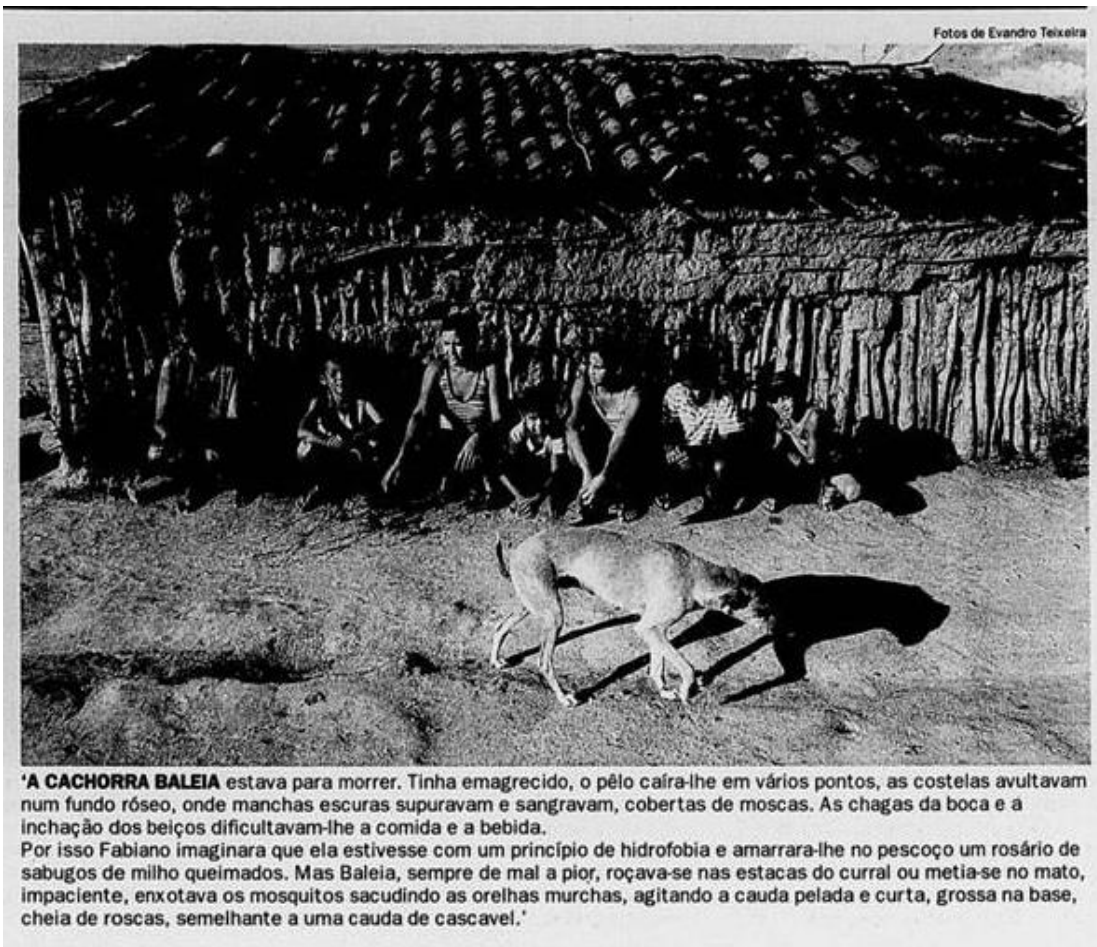 Fotos de Evandro Teixeira
'A CACHORRA BALEIA estava para morrer. Tinha emagrecido, o pêlo caíra-lhe em vários pontos, as costelas avultavam
num fundo róseo, onde manchas escuras supuravam e sangravam, cobertas de moscas. As chagas da boca e a
inchação dos beiços dificultavam-lhe a comida e a bebida.
Por isso Fabiano imaginara que ela estivesse com um princípio de hidrofobia e amarrara-lhe no pescoço um rosário de
sabugos de milho queimados. Mas Baleia, sempre de mal a pior, roçava-se nas estacas do curral ou metia-se no mato,
impaciente, enxotava os mosquitos sacudindo as orelhas murchas, agitando a cauda pelada e curta, grossa na base,
cheia de roscas, semelhante a uma cauda de cascavel.'